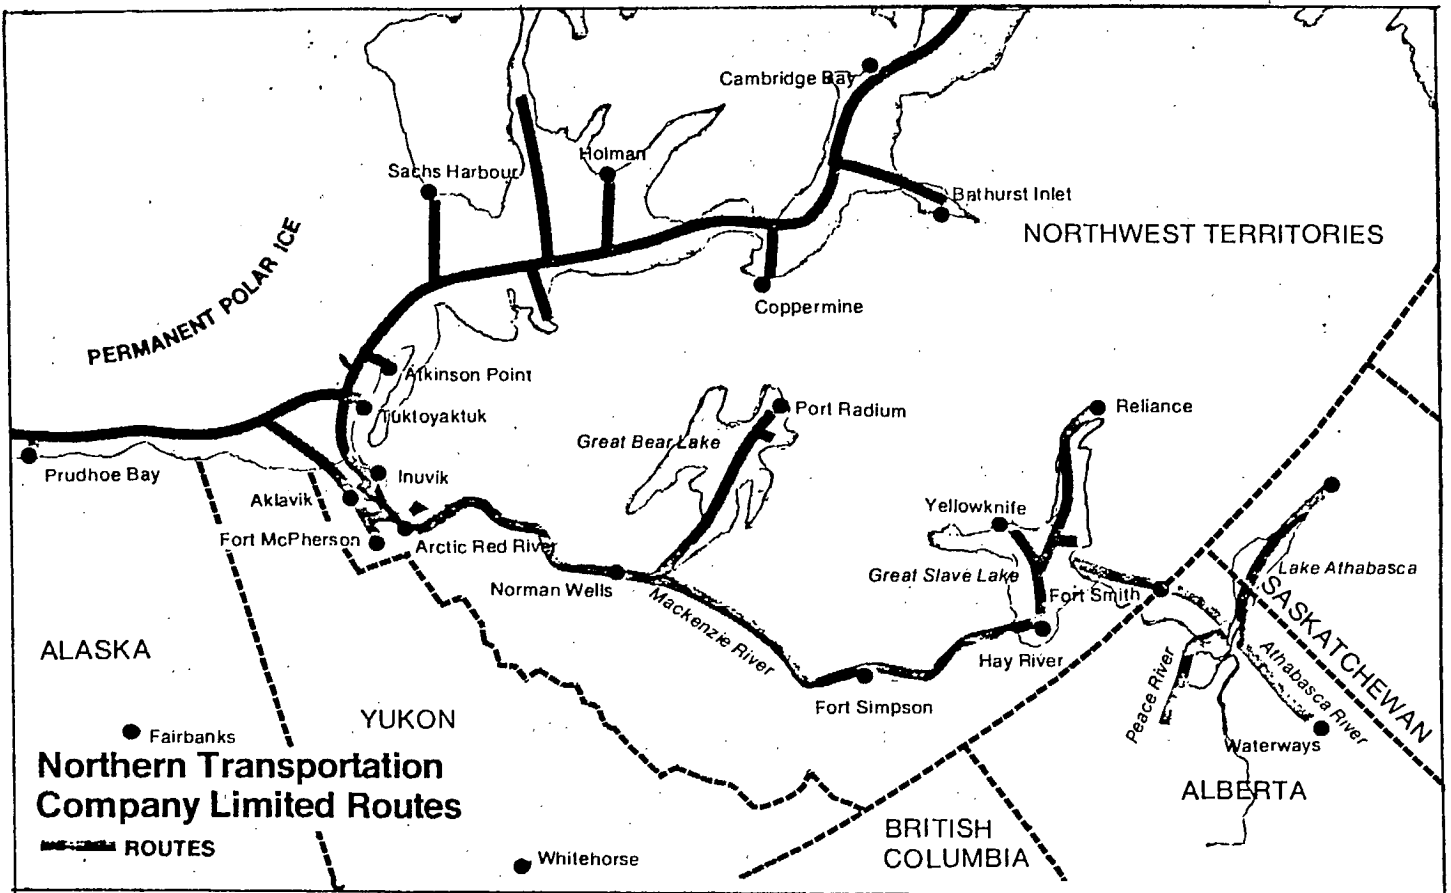 Cambridge Bay
Holman
Sachs Harbour
Bathurst Inlet
NORTHWEST TERRITORIES
PERMANENT POLAR ICE
Coppermine
Atkinson Point
Tuktoyaktuk
Port Radium
Reliance
Great Bear Lake
Prudhoe Bay
Inuvik
Aklavik
Yellowknife
Fort McPherson
Arctic Red River
Great Slave Lake
Lake Athabasca
Norman Wells
Fort Smith
Mackenzie River
SASKATCHEWAN
ALASKA
Hay River
Athabasca River
Peace River
Fort Simpson
YUKON
Fairbanks
Waterways
Northern Transportation
Company Limited Routes
ALBERTA
ROUTES
BRITISH
COLUMBIA
Whitehorse